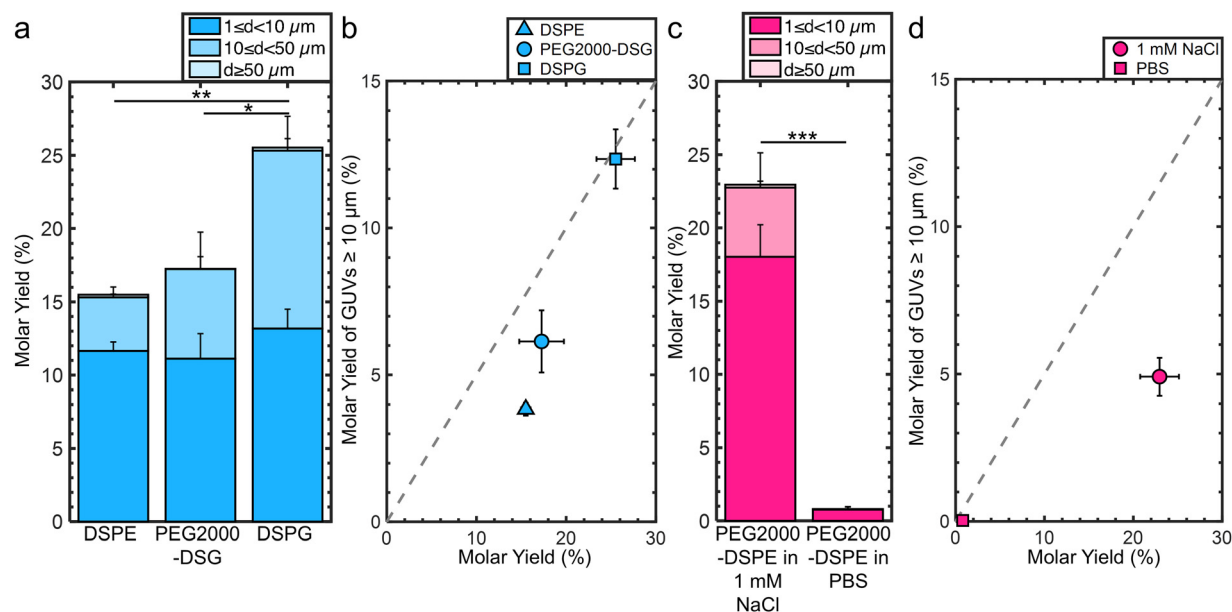 a
1≤d<10 µm
10≤d<50 µm
d≥50 µm
30
25
20
15
10
5
0
Molar Yield (%)
**
*
DSPE
PEG2000
-DSG
DSPG
b
DSPE
PEG2000-DSG
DSPG
15
10
5
0
Molar Yield of GUVs ≥ 10 µm (%)
0
10
20
30
Molar Yield (%)
c
1≤d<10 µm
10≤d<50 µm
d≥50 µm
30
25
20
15
10
5
0
Molar Yield (%)
***
PEG2000
-DSPE in
1 mM
NaCl
PEG2000
-DSPE in
PBS
d
1 mM NaCl
PBS
15
10
5
0
Molar Yield of GUVs ≥ 10 µm (%)
0
10
20
30
Molar Yield (%)